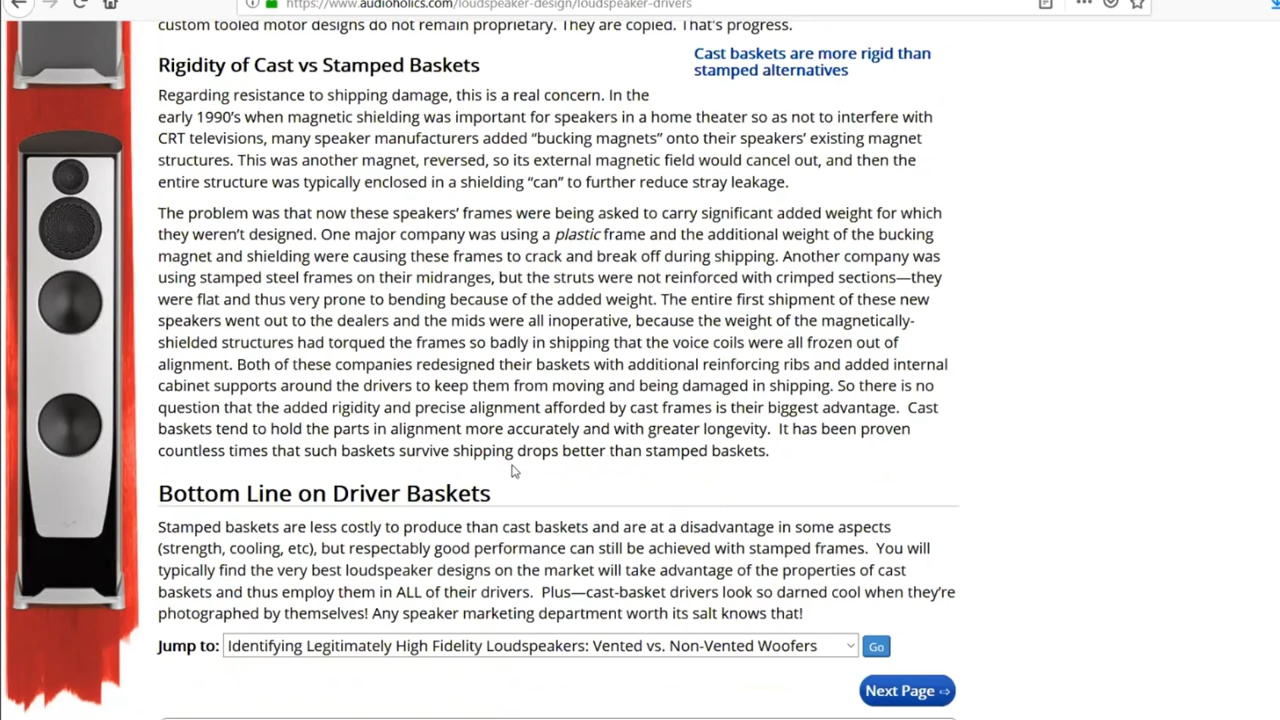 https://www.audioholics.com/loudspeaker-design/loudspeaker-drivers
custom tooled motor designs do not remain proprietary. They are copied. That's progress.
Rigidity of Cast vs Stamped Baskets
Cast baskets are more rigid than
stamped alternatives
Regarding resistance to shipping damage, this is a real concern. In the
early 1990's when magnetic shielding was important for speakers in a home theater so as not to interfere with
CRT televisions, many speaker manufacturers added “bucking magnets” onto their speakers’ existing magnet
structures. This was another magnet, reversed, so its external magnetic field would cancel out, and then the
entire structure was typically enclosed in a shielding “can” to further reduce stray leakage.
The problem was that now these speakers’ frames were being asked to carry significant added weight for which
they weren’t designed. One major company was using a plastic frame and the additional weight of the bucking
magnet and shielding were causing these frames to crack and break off during shipping. Another company was
using stamped steel frames on their midranges, but the struts were not reinforced with crimped sections—they
were flat and thus very prone to bending because of the added weight. The entire first shipment of these new
speakers went out to the dealers and the mids were all inoperative, because the weight of the magnetically-
shielded structures had torqued the frames so badly in shipping that the voice coils were all frozen out of
alignment. Both of these companies redesigned their baskets with additional reinforcing ribs and added internal
cabinet supports around the drivers to keep them from moving and being damaged in shipping. So there is no
question that the added rigidity and precise alignment afforded by cast frames is their biggest advantage.  Cast
baskets tend to hold the parts in alignment more accurately and with greater longevity.  It has been proven
countless times that such baskets survive shipping drops better than stamped baskets.
Bottom Line on Driver Baskets
Stamped baskets are less costly to produce than cast baskets and are at a disadvantage in some aspects
(strength, cooling, etc), but respectably good performance can still be achieved with stamped frames.  You will
typically find the very best loudspeaker designs on the market will take advantage of the properties of cast
baskets and thus employ them in ALL of their drivers.  Plus—cast-basket drivers look so darned cool when they’re
photographed by themselves! Any speaker marketing department worth its salt knows that!
Jump to: Identifying Legitimately High Fidelity Loudspeakers: Vented vs. Non-Vented Woofers Go
Next Page ⇨